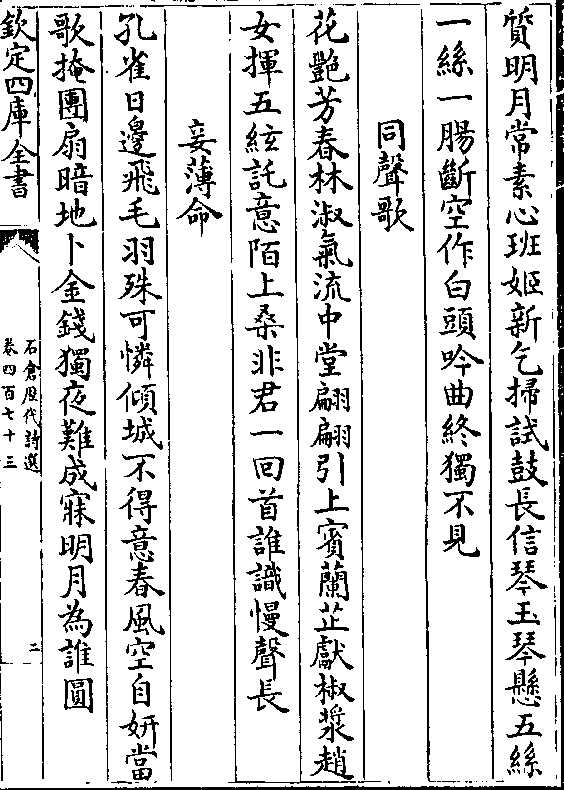 質明月常素心班姬新乞掃試鼓長信琴玉琴懸五絲
一絲一腸斷空作白頭吟曲終獨不見
同聲歌
花艷芳春林淑氣流中堂翩翩引上賓蘭芷獻椒漿趙
女揮五絃託意陌上桑非君一回首誰識慢聲長
妾薄命
孔雀日邊飛毛羽殊可憐傾城不得意春風空自妍當
歌掩團扇暗地卜金錢獨夜難成寐明月為誰圓
欽定四庫全書
石倉歷代詩選
卷四百七十三
二